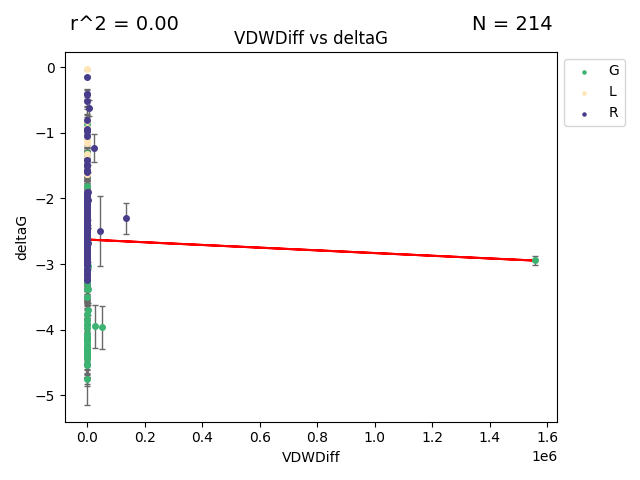 r^2 = 0.00
N = 214
VDWDiff vs deltaG
G
L
R
0
−1
−2
−3
−4
−5
deltaG
0.0 0.2 0.4 0.6 0.8 1.0 1.2 1.4 1.6
1e6
VDWDiff